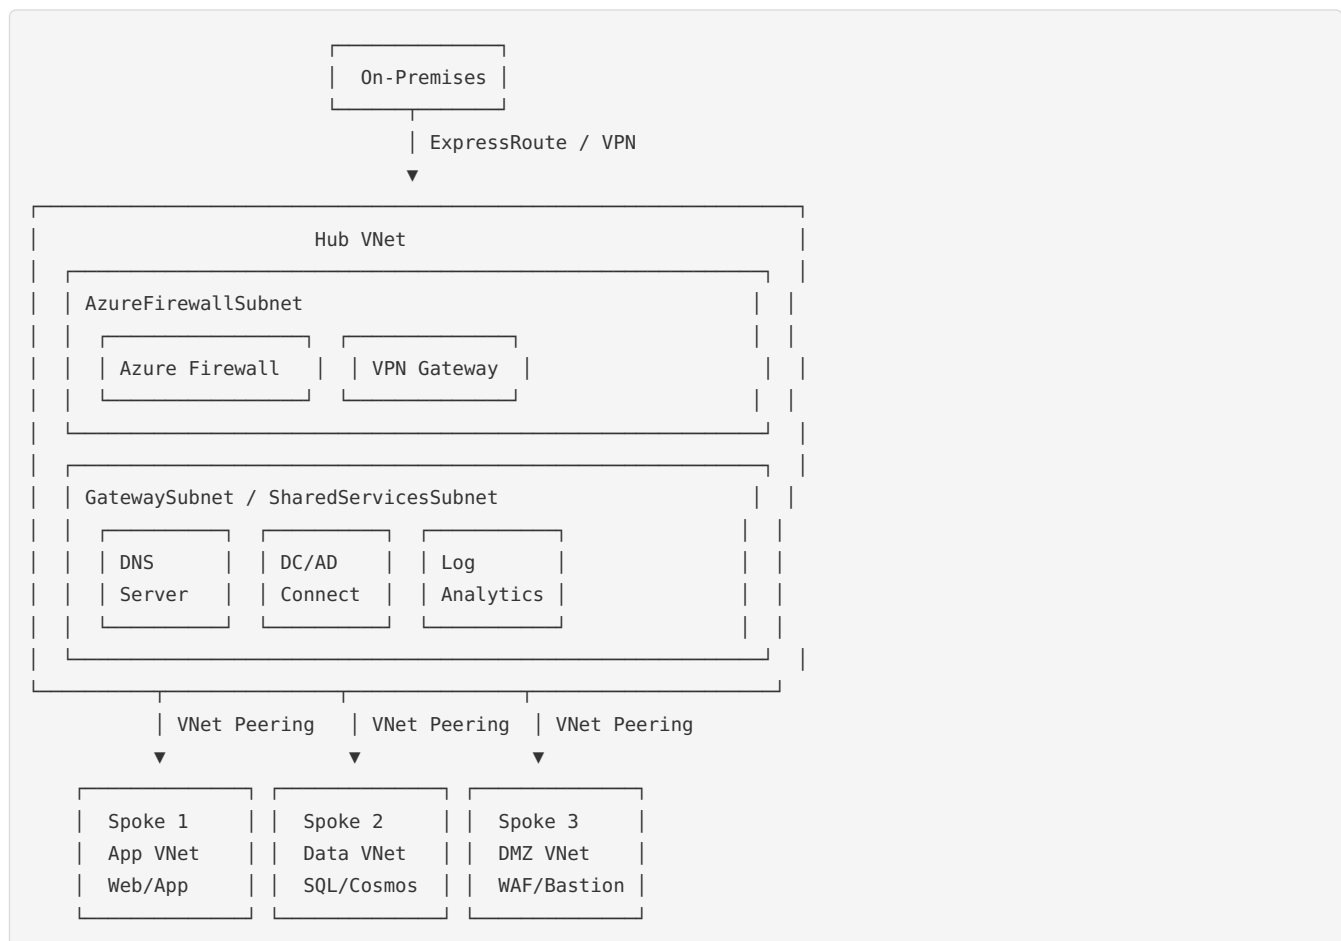 On-Premises
ExpressRoute / VPN
Hub VNet
AzureFirewallSubnet
Azure Firewall VPN Gateway
GatewaySubnet / SharedServicesSubnet
DNS DC/AD Log
Server Connect Analytics
VNet Peering VNet Peering VNet Peering
Spoke 1 Spoke 2 Spoke 3
App VNet Data VNet DMZ VNet
Web/App SQL/Cosmos WAF/Bastion